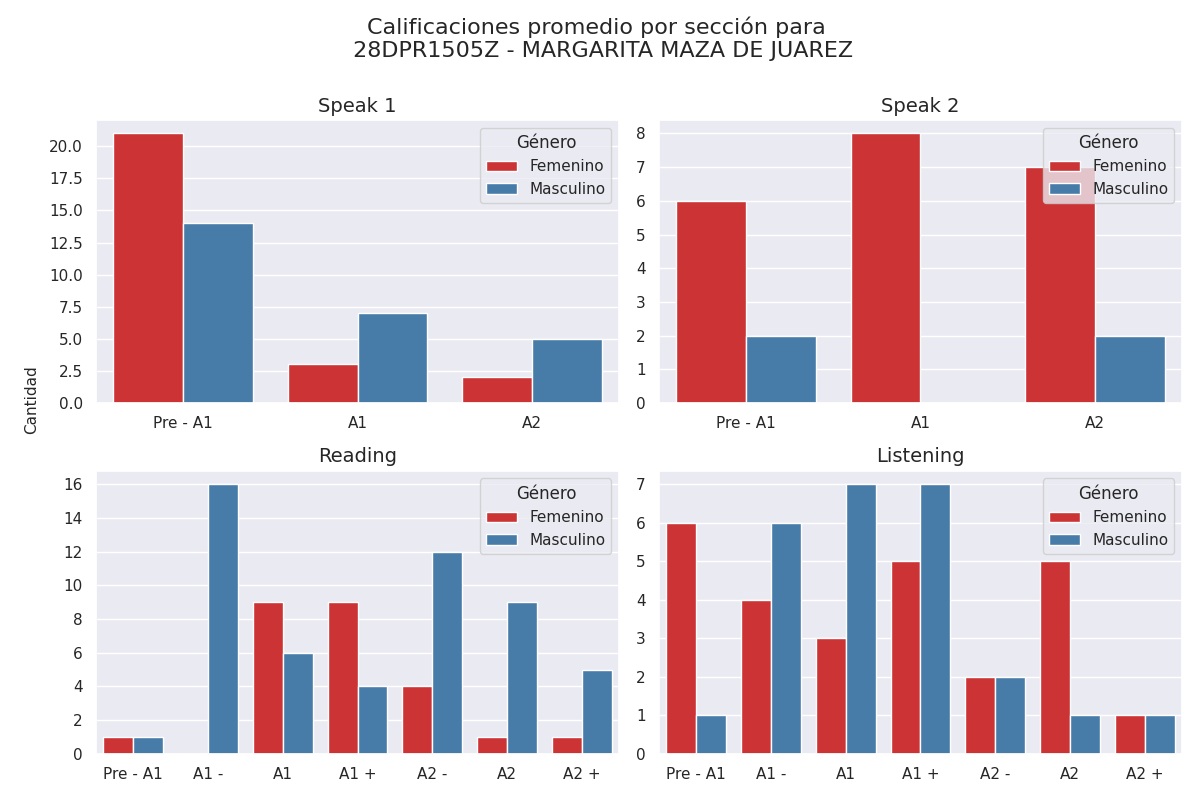 Calificaciones promedio por sección para
28DPR1505Z - MARGARITA MAZA DE JUAREZ
Speak 1
Género
Femenino
Masculino
20.0
17.5
15.0
12.5
10.0
7.5
5.0
2.5
0.0
Pre - A1 A1 A2
Speak 2
Género
Femenino
Masculino
8
7
6
5
4
3
2
1
0
Pre - A1 A1 A2
Cantidad
Reading
Género
Femenino
Masculino
16
14
12
10
8
6
4
2
0
Pre - A1 A1 - A1 A1 + A2 - A2 A2 +
Listening
Género
Femenino
Masculino
7
6
5
4
3
2
1
0
Pre - A1 A1 - A1 A1 + A2 - A2 A2 +